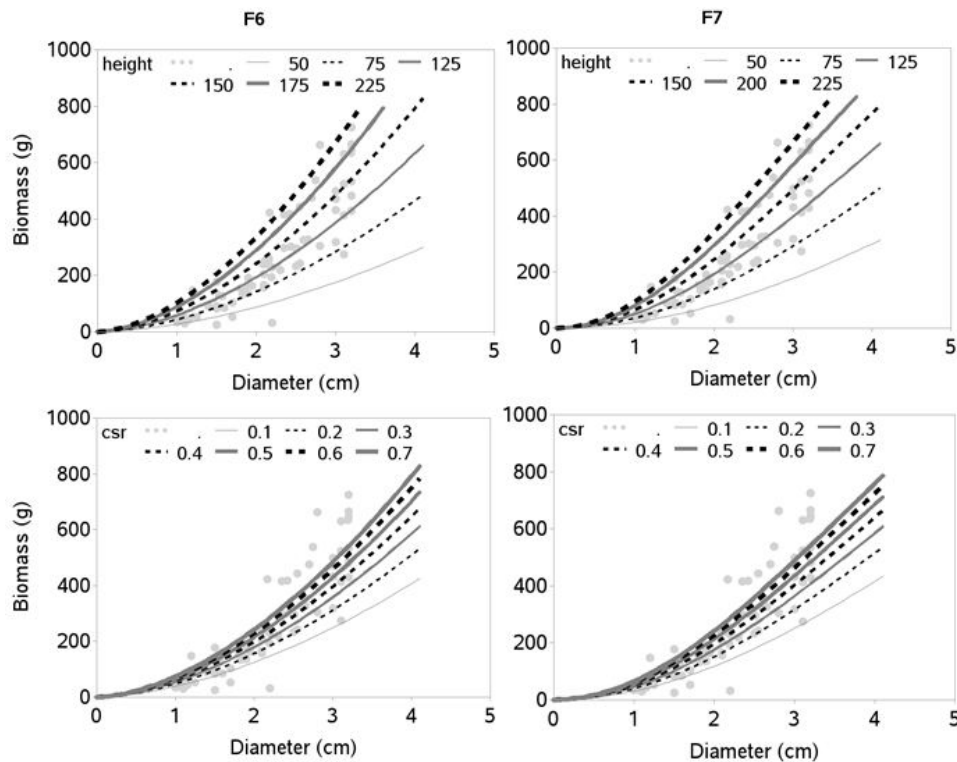 F6 F7
1000 height . 50 75 125 1000 height . 50 75 125
150 175 225 150 200 225
800 800
600 600
Biomass (g)
400 400
200 200
0 0
0 1 2 3 4 5 0 1 2 3 4 5
Diameter (cm) Diameter (cm)
1000 csr . 0.1 0.2 0.3 1000 csr . 0.1 0.2 0.3
0.4 0.5 0.6 0.7 0.4 0.5 0.6 0.7
800 800
600 600
Biomass (g)
400 400
200 200
0 0
0 1 2 3 4 5 0 1 2 3 4 5
Diameter (cm) Diameter (cm)